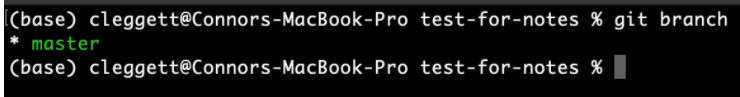 (base) cleggett@Connors-MacBook-Pro test-for-notes % git branch
* master
(base) cleggett@Connors-MacBook-Pro test-for-notes %